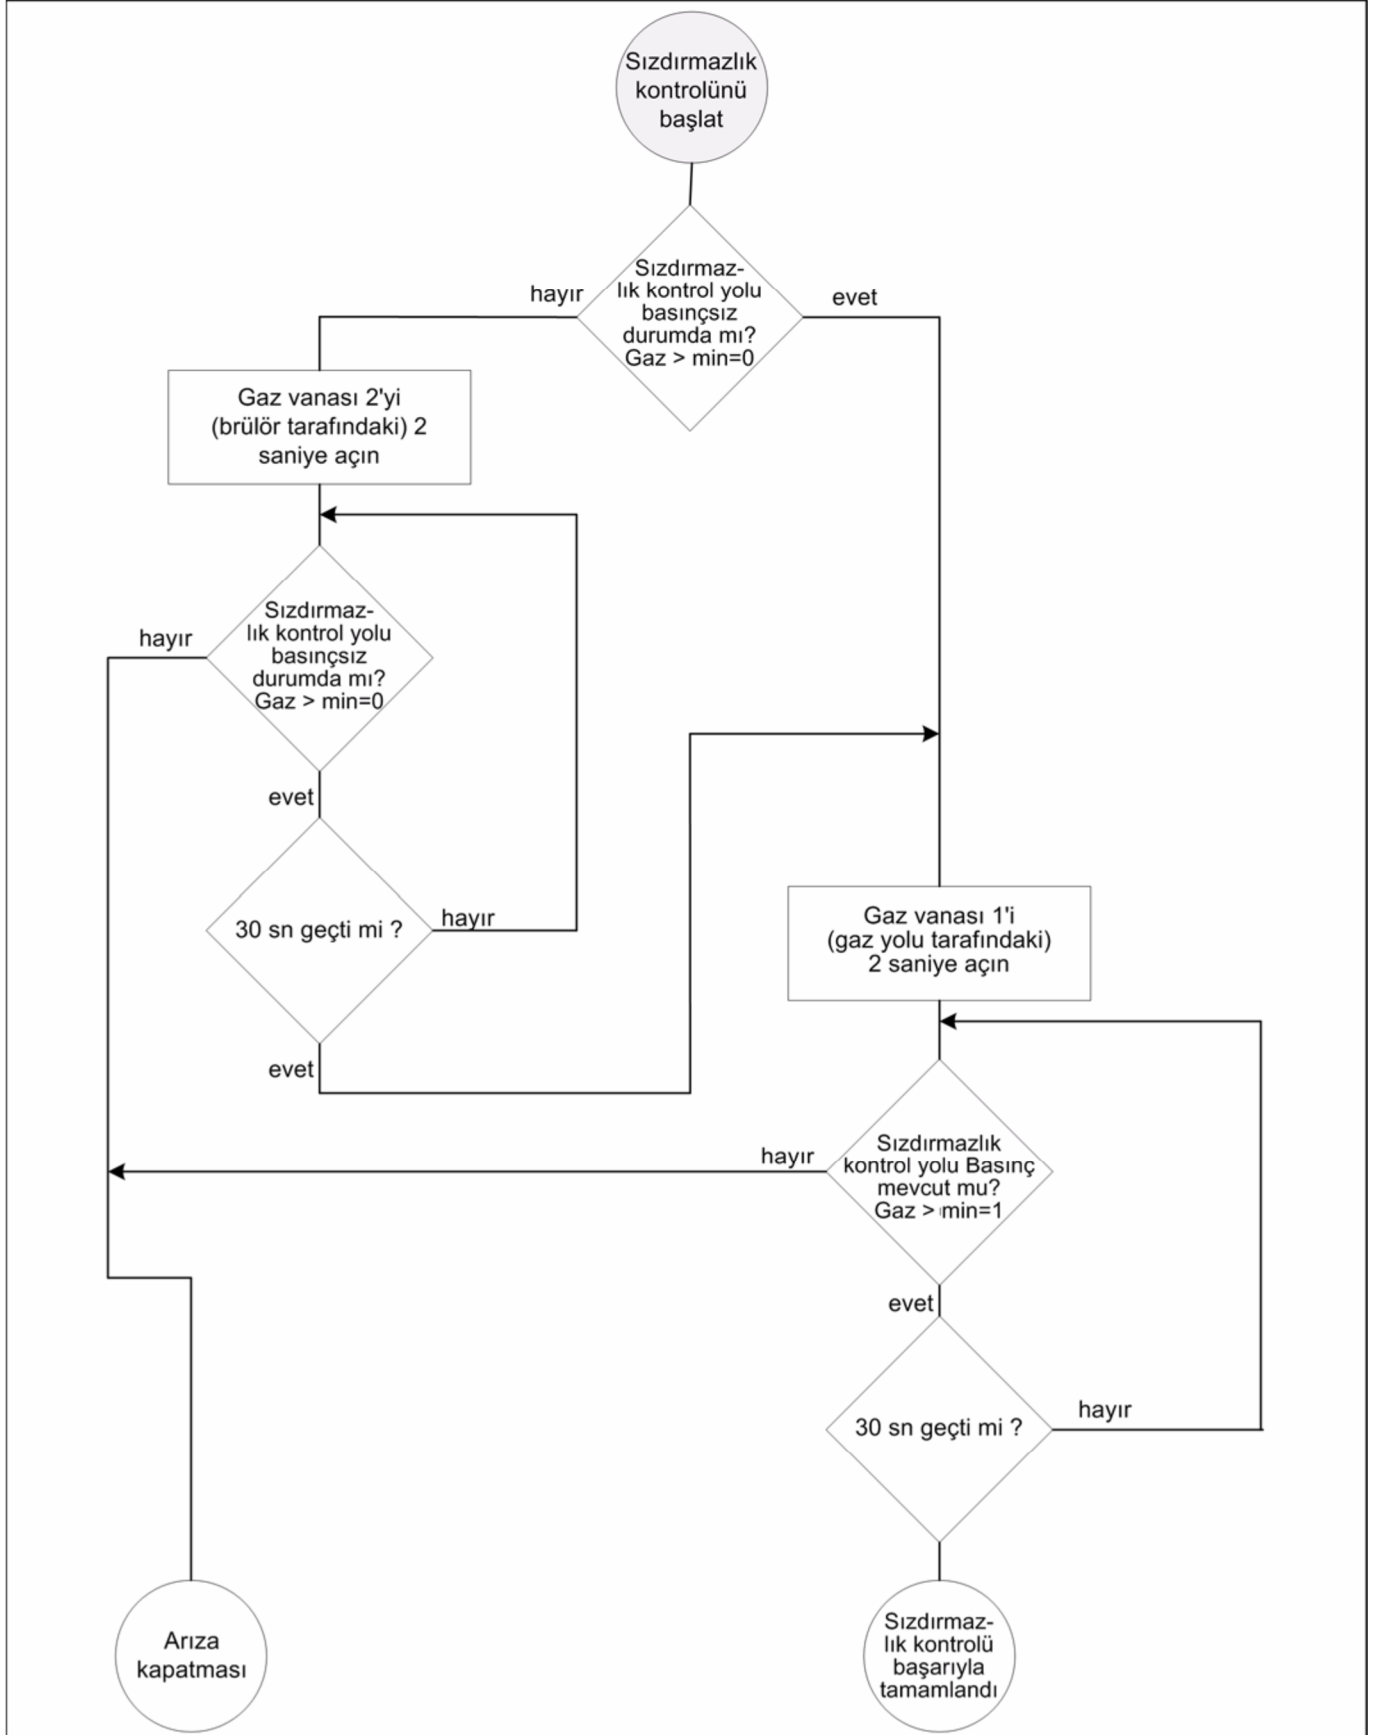 Sızdırmazlık
kontrolünü
başlat
Sızdırmaz-
lık kontrol yolu
basınçsız
durumda mı?
Gaz > min=0
hayır
evet
Gaz vanası 2'yi
(brülör tarafındaki) 2
saniye açın
Sızdırmaz-
lık kontrol yolu
basınçsız
durumda mı?
Gaz > min=0
hayır
evet
30 sn geçti mi ?
hayır
evet
Gaz vanası 1'i
(gaz yolu tarafındaki)
2 saniye açın
Sızdırmazlık
kontrol yolu Basınç
mevcut mu?
Gaz > min=1
hayır
evet
30 sn geçti mi ?
hayır
Arıza
kapatması
Sızdırmaz-
lık kontrolü
başarıyla
tamamlandı